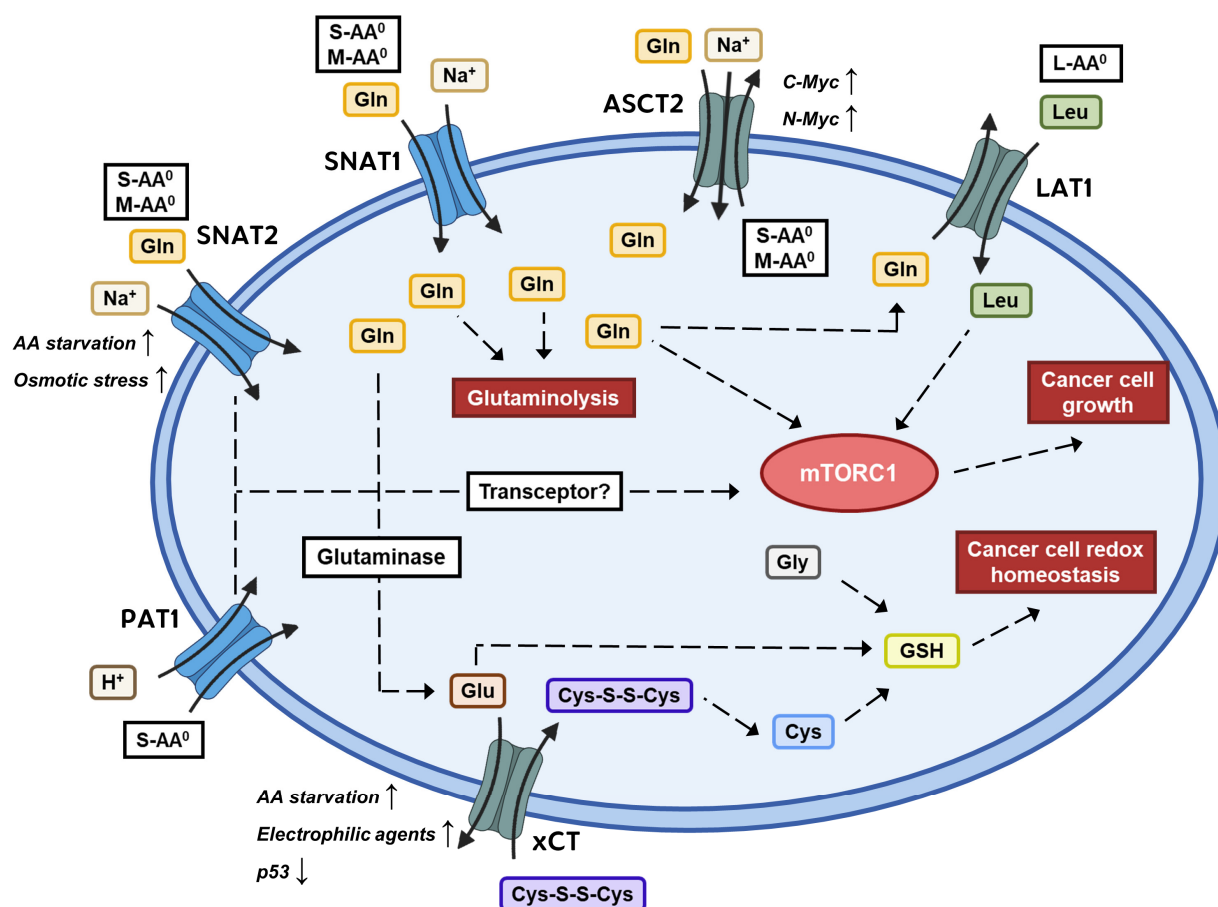 S-AA⁰
M-AA⁰
Gln
Na⁺
SNAT1
Gln
Na⁺
ASCT2
C-Myc ↑
N-Myc ↑
L-AA⁰
Leu
LAT1
S-AA⁰
M-AA⁰
Gln
SNAT2
Na⁺
AA starvation ↑
Osmotic stress ↑
Gln
S-AA⁰
M-AA⁰
Gln
Gln
Gln
Leu
Gln
Gln
Glutaminolysis
Cancer cell
growth
mTORC1
Transceptor?
Glutaminase
Gly
Cancer cell redox
homeostasis
PAT1
H⁺
S-AA⁰
GSH
Glu
Cys-S-S-Cys
Cys
AA starvation ↑
Electrophilic agents ↑
p53 ↓
xCT
Cys-S-S-Cys